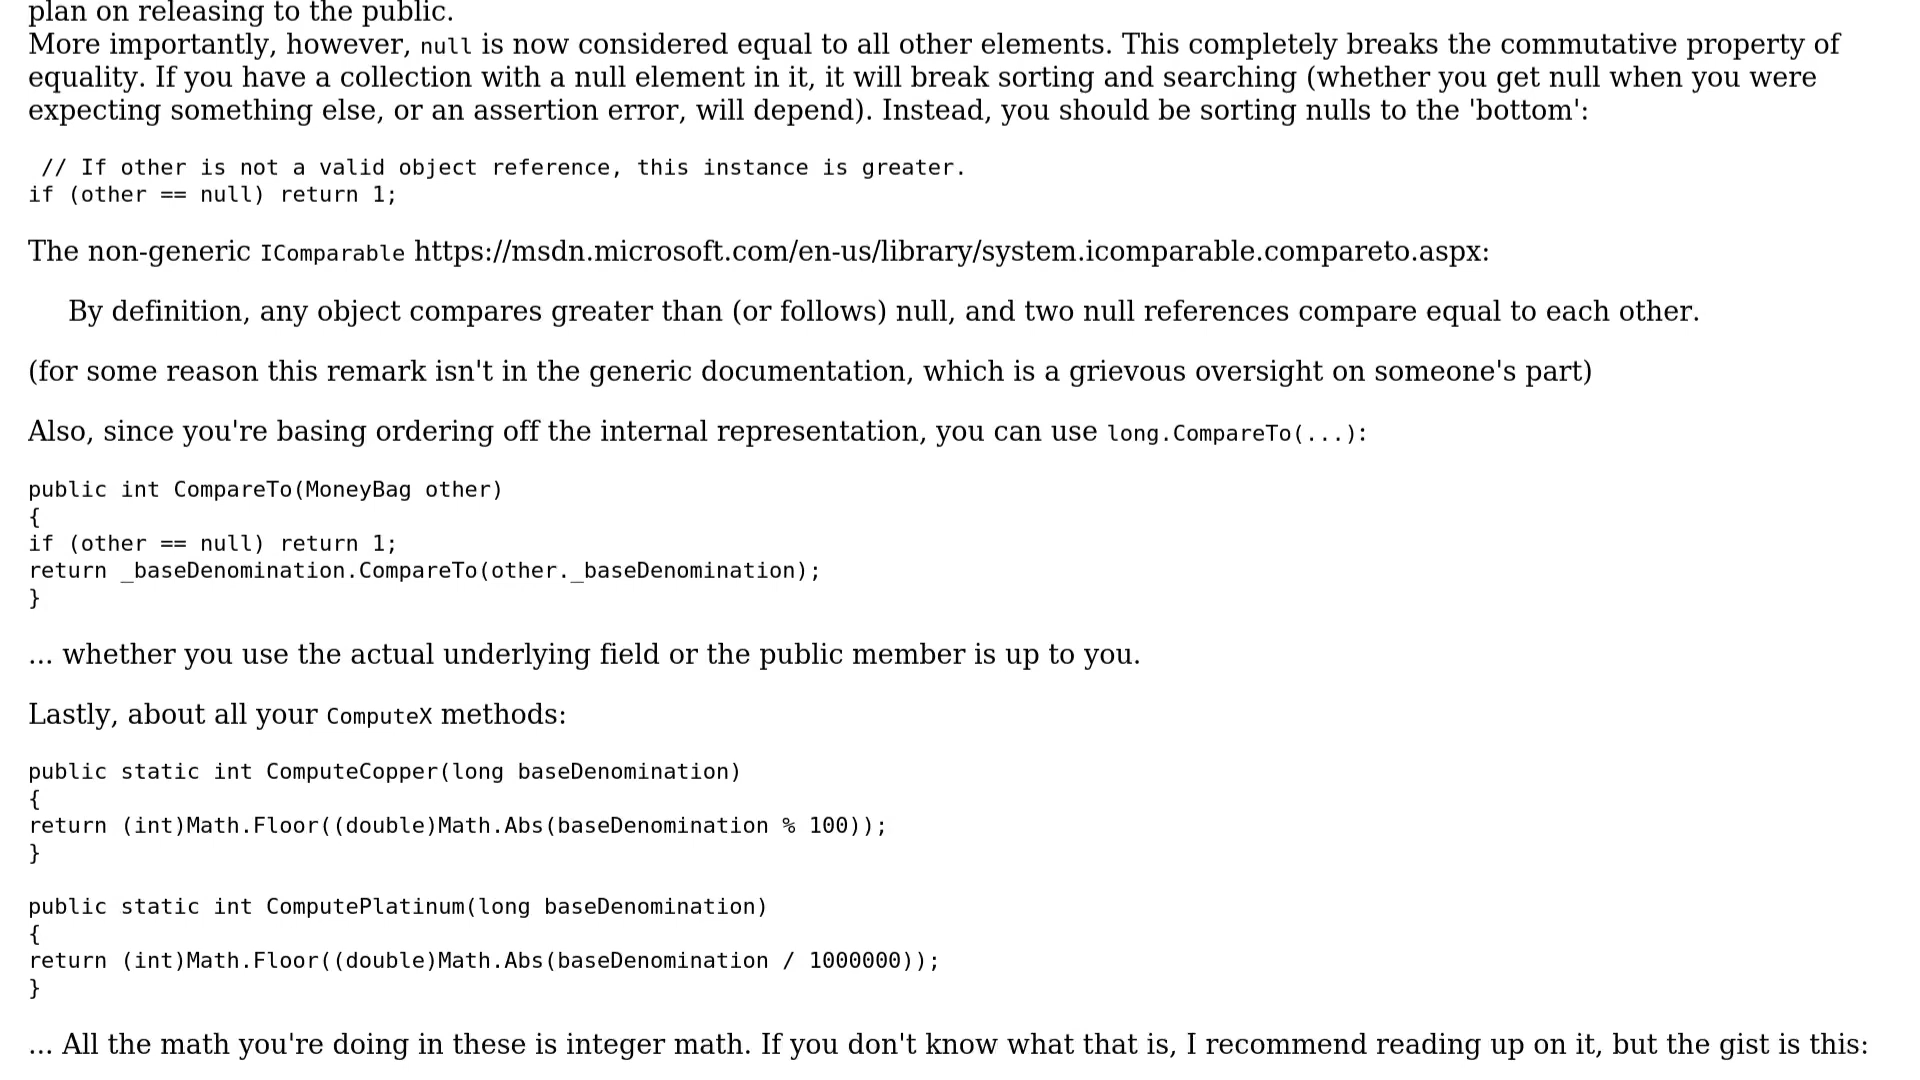 plan on releasing to the public.
More importantly, however, null is now considered equal to all other elements. This completely breaks the commutative property of
equality. If you have a collection with a null element in it, it will break sorting and searching (whether you get null when you were
expecting something else, or an assertion error, will depend). Instead, you should be sorting nulls to the 'bottom':
// If other is not a valid object reference, this instance is greater.
if (other == null) return 1;
The non-generic IComparable https://msdn.microsoft.com/en-us/library/system.icomparable.compareto.aspx:
By definition, any object compares greater than (or follows) null, and two null references compare equal to each other.
(for some reason this remark isn't in the generic documentation, which is a grievous oversight on someone's part)
Also, since you're basing ordering off the internal representation, you can use long.CompareTo(...):
public int CompareTo(MoneyBag other)
{
if (other == null) return 1;
return _baseDenomination.CompareTo(other._baseDenomination);
}
... whether you use the actual underlying field or the public member is up to you.
Lastly, about all your ComputeX methods:
public static int ComputeCopper(long baseDenomination)
{
return (int)Math.Floor((double)Math.Abs(baseDenomination % 100));
}
public static int ComputePlatinum(long baseDenomination)
{
return (int)Math.Floor((double)Math.Abs(baseDenomination / 1000000));
}
... All the math you're doing in these is integer math. If you don't know what that is, I recommend reading up on it, but the gist is this: